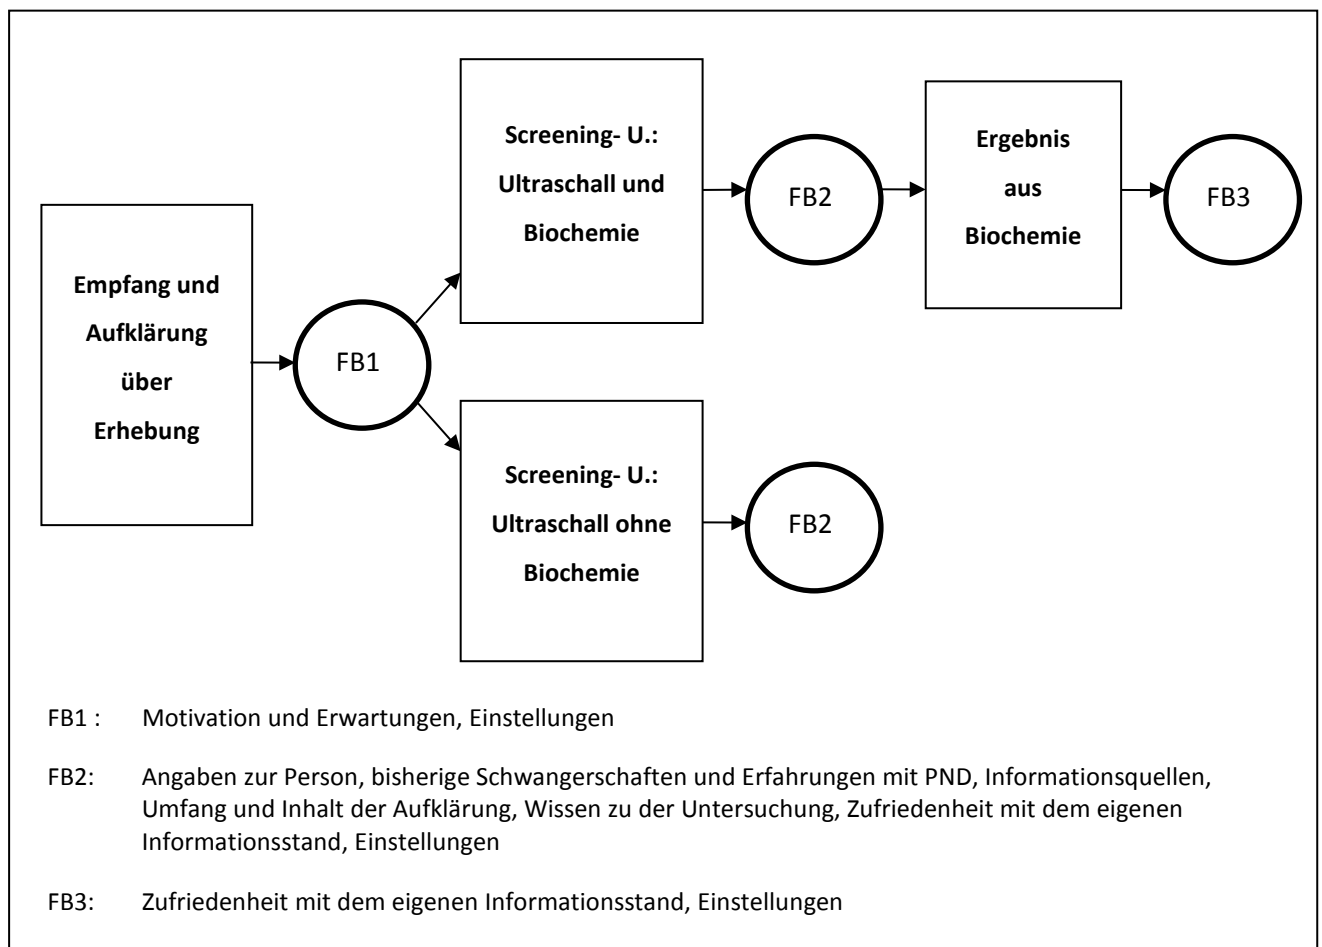 Empfang und
Aufklärung
über
Erhebung
FB1
Screening- U.:
Ultraschall und
Biochemie
FB2
Ergebnis
aus
Biochemie
FB3
Screening- U.:
Ultraschall ohne
Biochemie
FB2
FB1 : Motivation und Erwartungen, Einstellungen
FB2: Angaben zur Person, bisherige Schwangerschaften und Erfahrungen mit PND, Informationsquellen,
Umfang und Inhalt der Aufklärung, Wissen zu der Untersuchung, Zufriedenheit mit dem eigenen
Informationsstand, Einstellungen
FB3: Zufriedenheit mit dem eigenen Informationsstand, Einstellungen